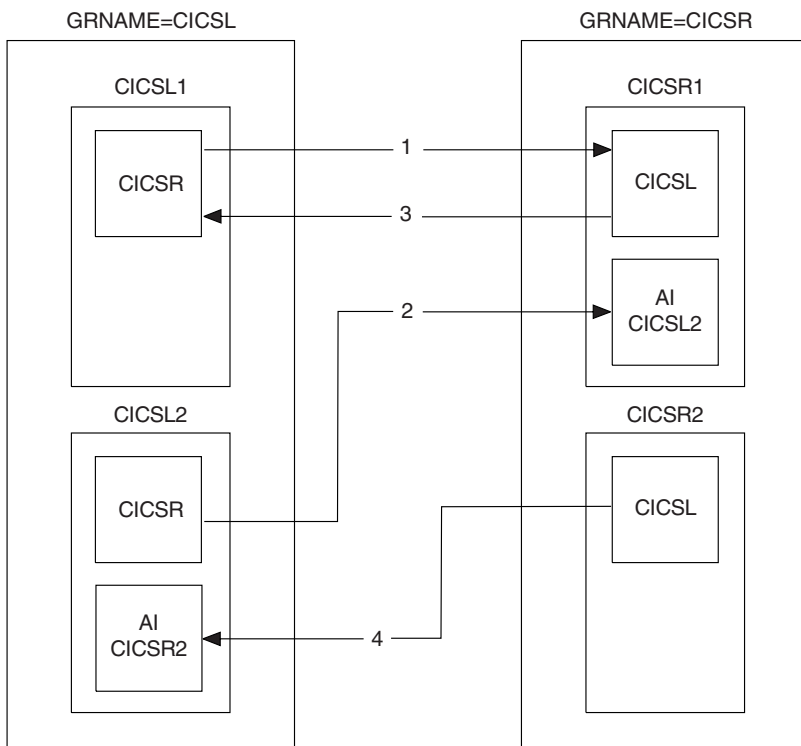 GRNAME=CICSL
GRNAME=CICSR
CICSL1
CICSR1
CICSR
1
CICSL
3
2
AI
CICSL2
CICSL2
CICSR2
CICSR
CICSL
AI
CICSR2
4